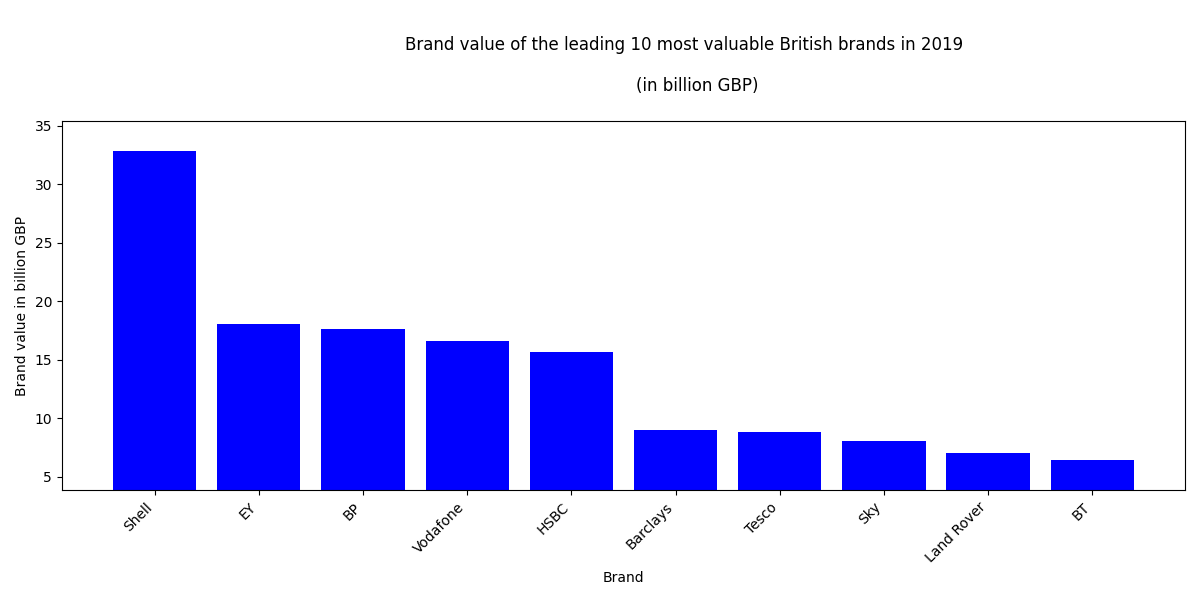 Brand value of the leading 10 most valuable British brands in 2019
(in billion GBP)
Brand value in billion GBP
35
30
25
20
15
10
5
Shell
EY
BP
Vodafone
HSBC
Barclays
Tesco
Sky
Land Rover
BT
Brand